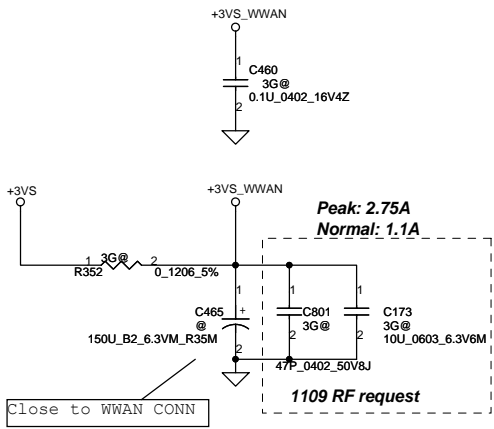 +3VS_WWAN
1
C460
3G@
0.1U_0402_16V4Z
2
+3VS
+3VS_WWAN
Peak: 2.75A
Normal: 1.1A
1 3G@ 2
R352 0_1206_5%
1 + 1 1
C465 C801 C173
@ 3G@ 3G@
150U_B2_6.3VM_R35M 10U_0603_6.3V6M
2 2 2
47P_0402_50V8J
1109 RF request
Close to WWAN CONN